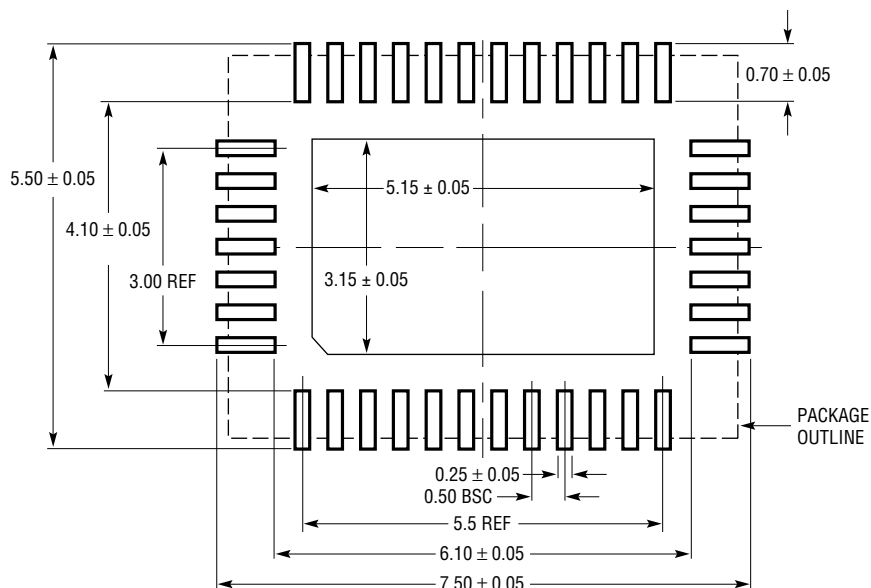 0.70 ± 0.05
5.50 ± 0.05
5.15 ± 0.05
4.10 ± 0.05
3.00 REF
3.15 ± 0.05
PACKAGE
OUTLINE
0.25 ± 0.05
0.50 BSC
5.5 REF
6.10 ± 0.05
7.50 ± 0.05